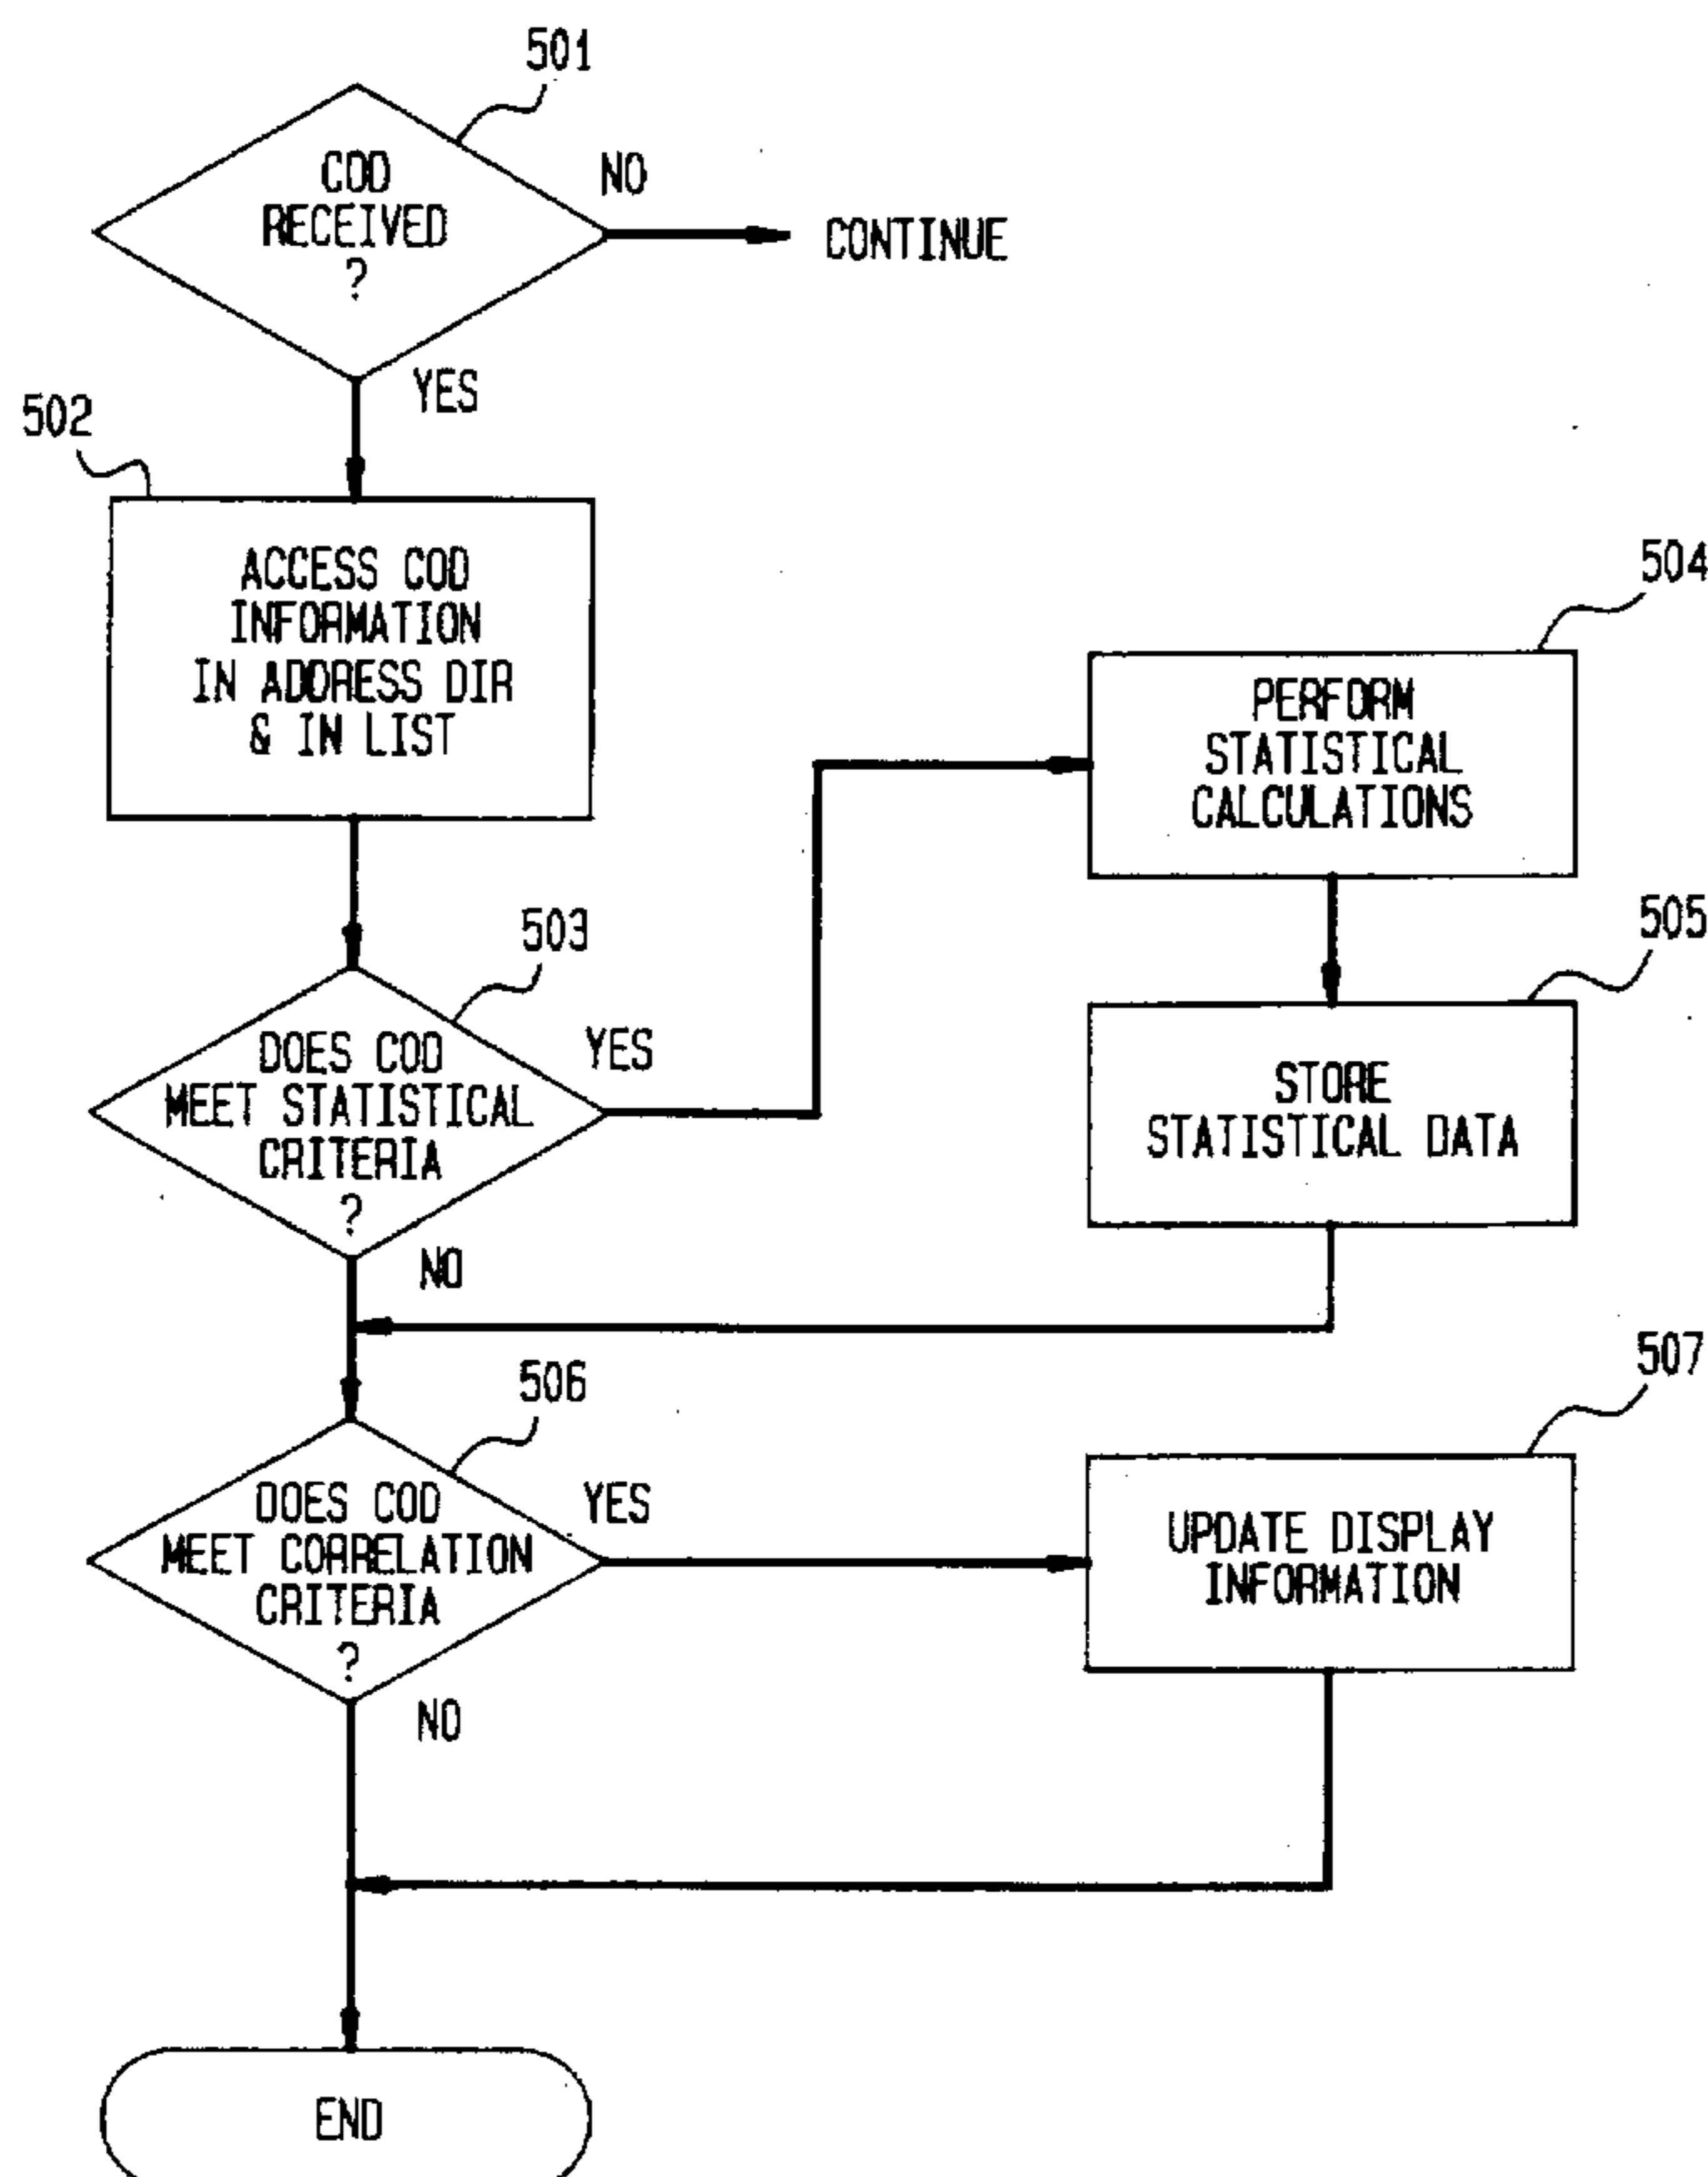 501
COD
RECEIVED
?
NO
CONTINUE
YES
502
ACCESS COD
INFORMATION
IN ADDRESS DIR
& IN LIST
503
DOES COD
MEET STATISTICAL
CRITERIA
?
YES
NO
504
PERFORM
STATISTICAL
CALCULATIONS
505
STORE
STATISTICAL DATA
506
DOES COD
MEET CORRELATION
CRITERIA
?
YES
NO
507
UPDATE DISPLAY
INFORMATION
END